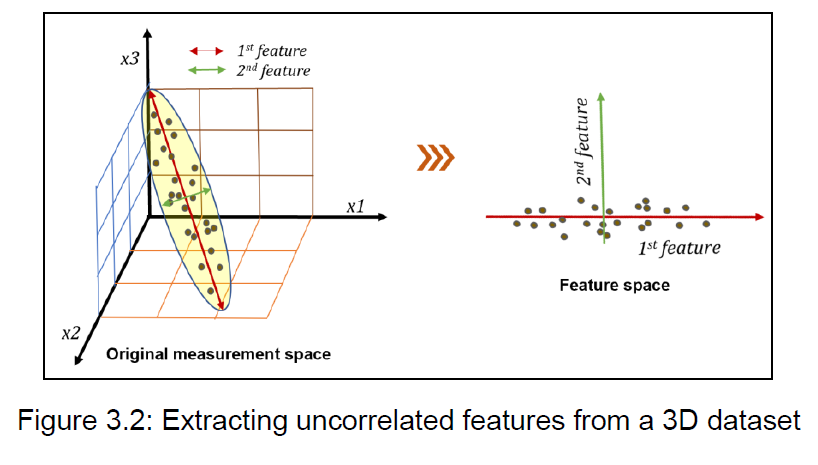 x3
1st feature
2nd feature
x1
x2
Original measurement space
2nd feature
1st feature
Feature space
Figure 3.2: Extracting uncorrelated features from a 3D dataset